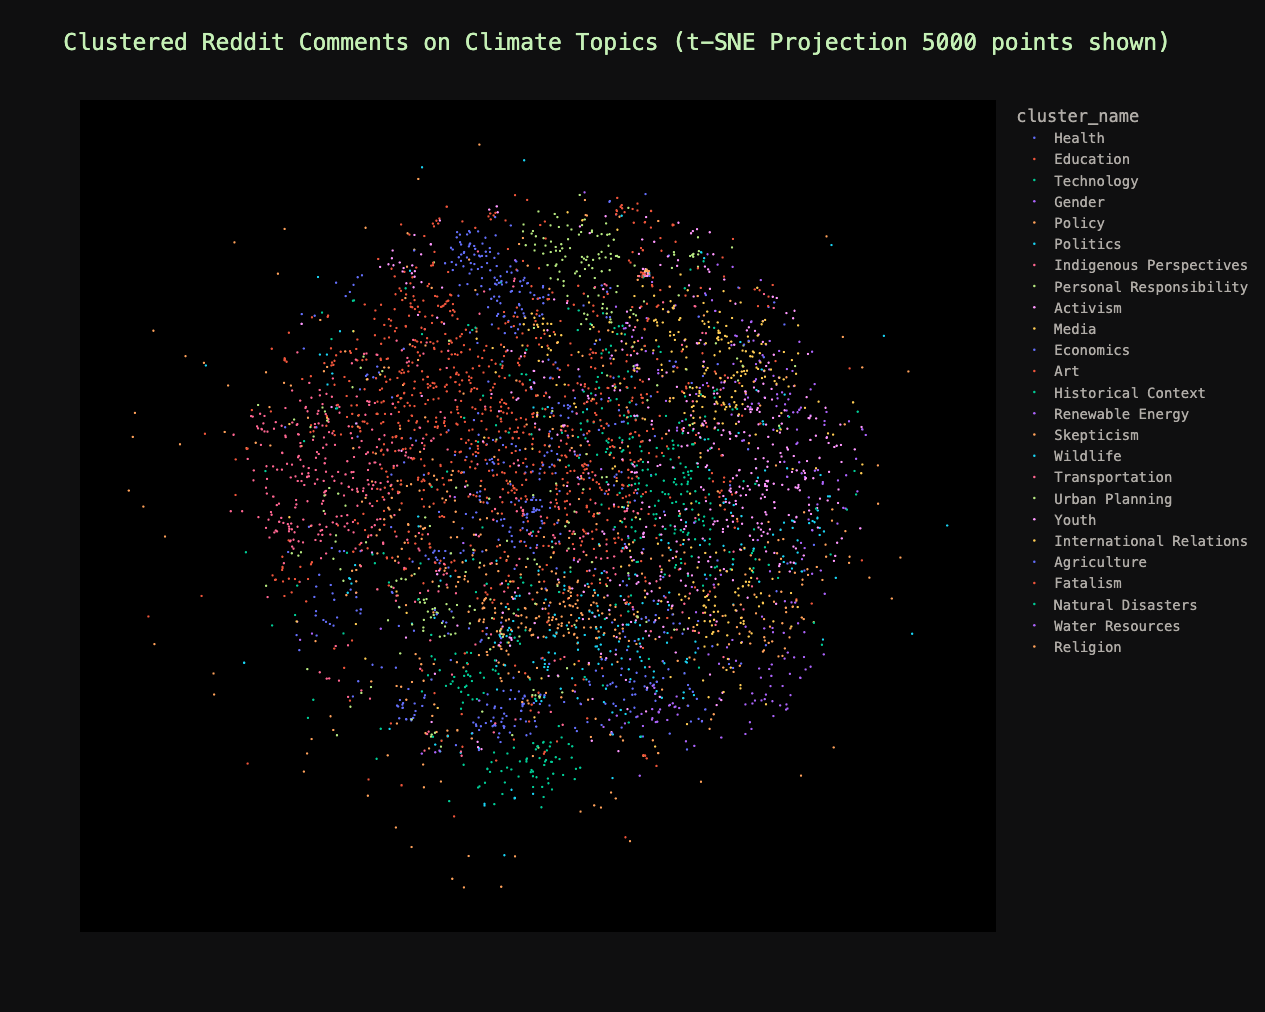 Clustered Reddit Comments on Climate Topics (t-SNE Projection 5000 points shown)
cluster_name
Health
Education
Technology
Gender
Policy
Politics
Indigenous Perspectives
Personal Responsibility
Activism
Media
Economics
Art
Historical Context
Renewable Energy
Skepticism
Wildlife
Transportation
Urban Planning
Youth
International Relations
Agriculture
Fatalism
Natural Disasters
Water Resources
Religion